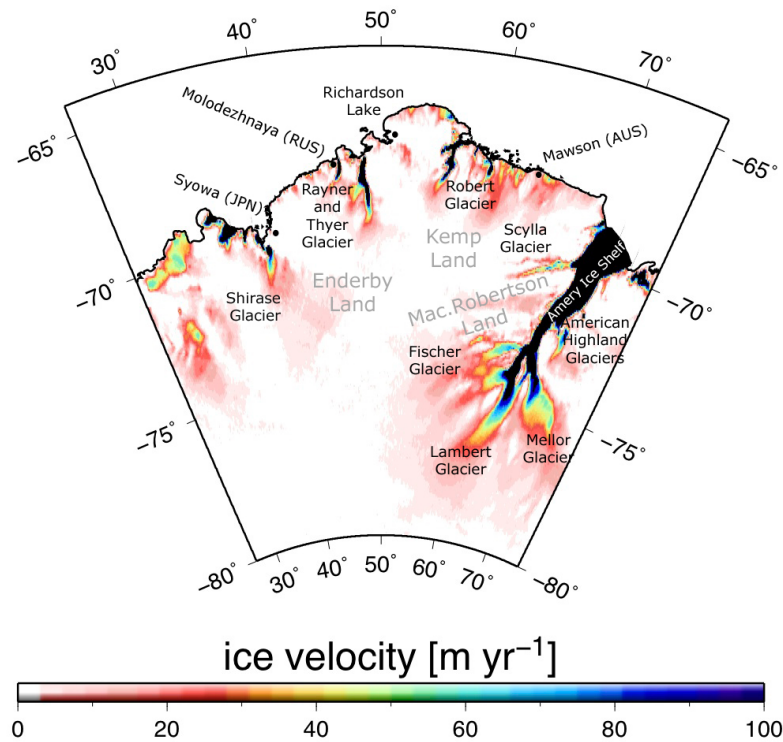 30°
40°
50°
60°
70°
−65°
−65°
Richardson
Lake
Molodezhnaya (RUS)
Mawson (AUS)
Syowa (JPN)
Rayner
and
Thyer
Glacier
Robert
Glacier
Scylla
Glacier
Kemp
Land
Enderby
Land
Mac.Robertson
Land
Amery Ice Shelf
−70°
−70°
Shirase
Glacier
American
Highland
Glaciers
Fischer
Glacier
−75°
−75°
Lambert
Glacier
Mellor
Glacier
−80°
30°
40°
50°
60°
70°
−80°
ice velocity [m yr⁻¹]
0
20
40
60
80
100